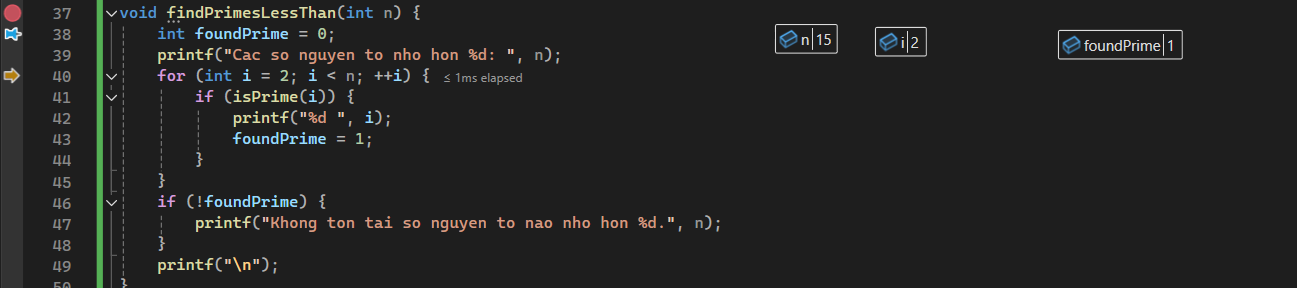 37 void findPrimesLessThan(int n) { n 15 i 2 foundPrime 1
38 int foundPrime = 0;
39 printf("Cac so nguyen to nho hon %d: ", n);
40 for (int i = 2; i < n; ++i) { ≤ 1ms elapsed
41 if (isPrime(i)) {
42 printf("%d ", i);
43 foundPrime = 1;
44 }
45 }
46 if (!foundPrime) {
47 printf("Khong ton tai so nguyen to nao nho hon %d.", n);
48 }
49 printf("\n");
50 }